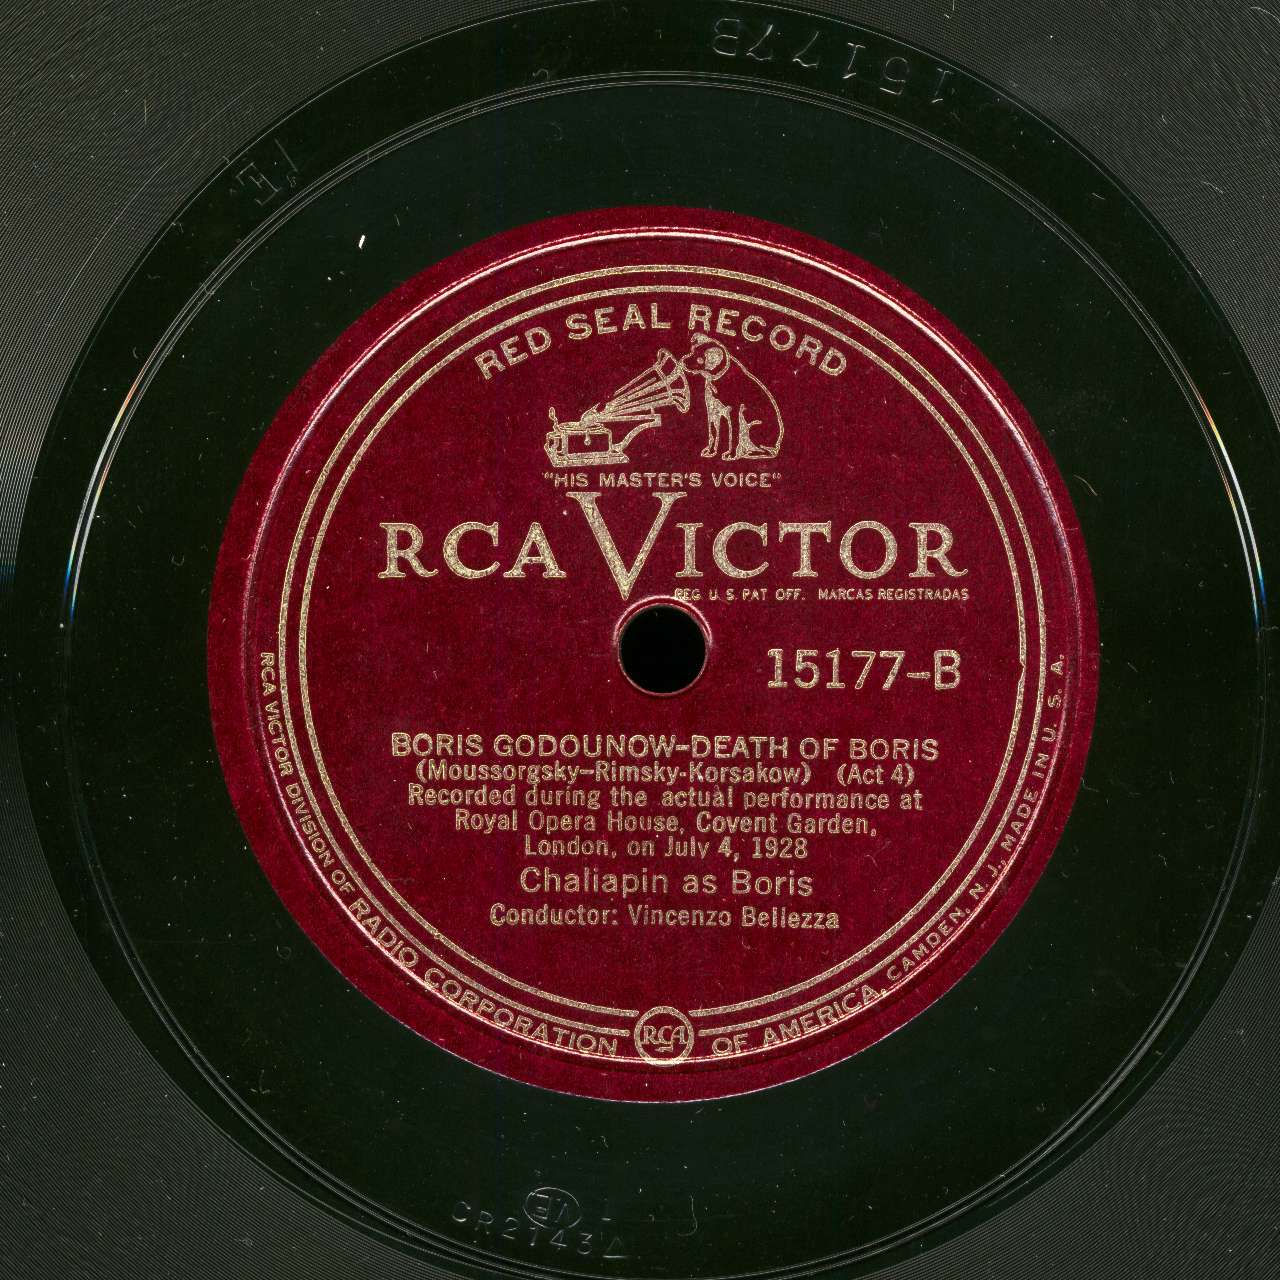 15177B
E
RED SEAL RECORD
"HIS MASTER'S VOICE"
RCA VICTOR
REG. U. S. PAT. OFF. MARCAS REGISTRADAS
15177-B
BORIS GODOUNOW-DEATH OF BORIS
(Moussorgsky-Rimsky-Korsakow) (Act 4)
Recorded during the actual performance at
Royal Opera House, Covent Garden,
London, on July 4, 1928
Chaliapin as Boris
Conductor: Vincenzo Bellezza
RCA VICTOR DIVISION OF RADIO CORPORATION OF AMERICA, CAMDEN, N. J., MADE IN U. S. A.
RCA
VE
CR2143